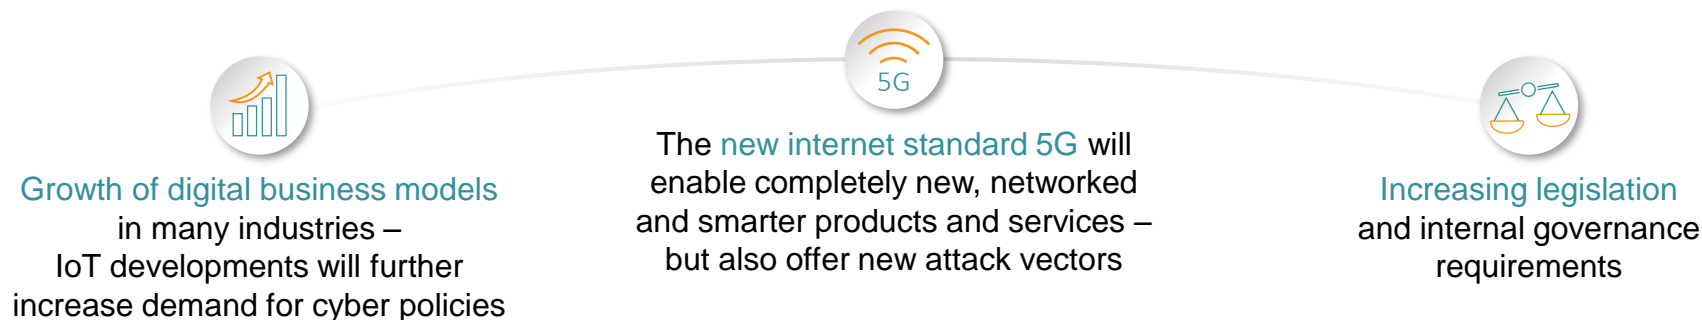 Growth of digital business models
in many industries –
IoT developments will further
increase demand for cyber policies
5G
The new internet standard 5G will
enable completely new, networked
and smarter products and services –
but also offer new attack vectors
Increasing legislation
and internal governance
requirements